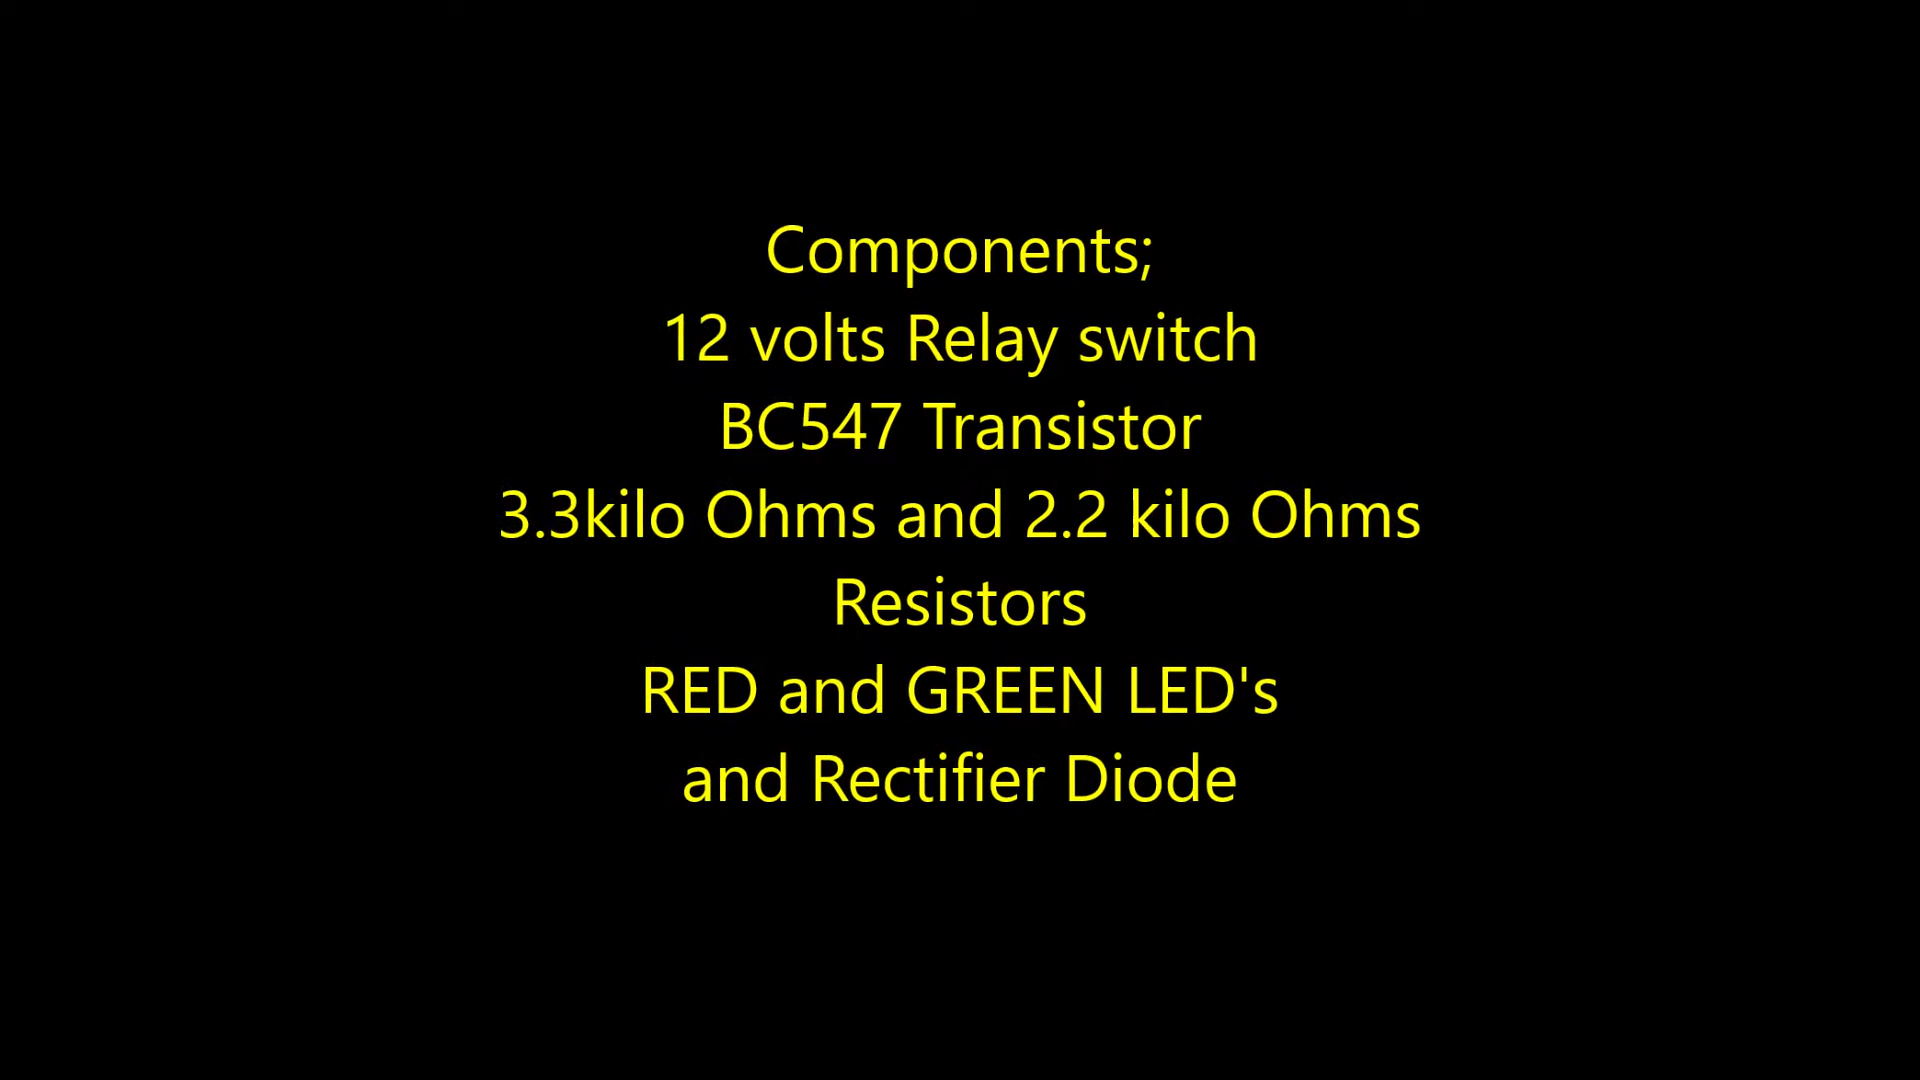 Components;
12 volts Relay switch
BC547 Transistor
3.3kilo Ohms and 2.2 kilo Ohms
Resistors
RED and GREEN LED's
and Rectifier Diode